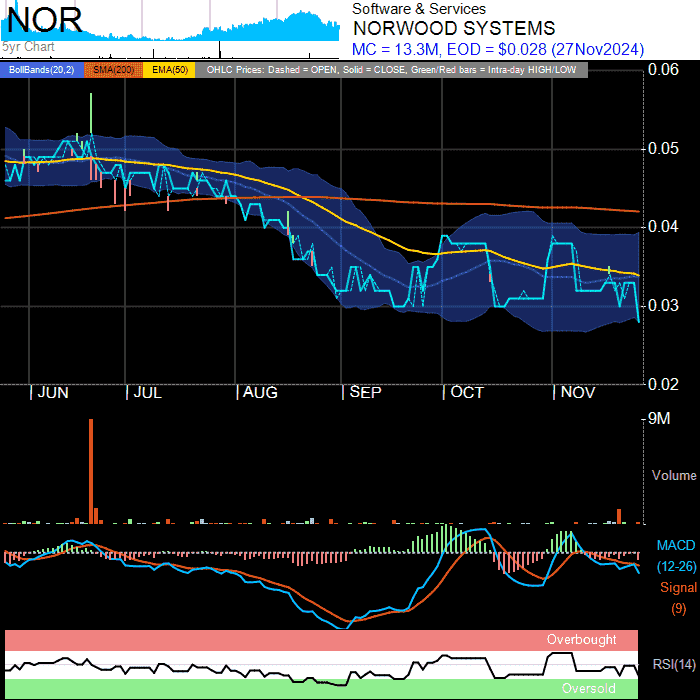 NOR
5yr Chart
Software & Services
NORWOOD SYSTEMS
MC = 13.3M, EOD = $0.028 (27Nov2024)
BollBands(20,2) SMA(200) EMA(50) OHLC Prices: Dashed = OPEN, Solid = CLOSE, Green/Red bars = Intra-day HIGH/LOW
0.06
0.05
0.04
0.03
0.02
JUN JUL AUG SEP OCT NOV
9M
Volume
MACD
(12-26)
Signal
(9)
Overbought
RSI(14)
Oversold